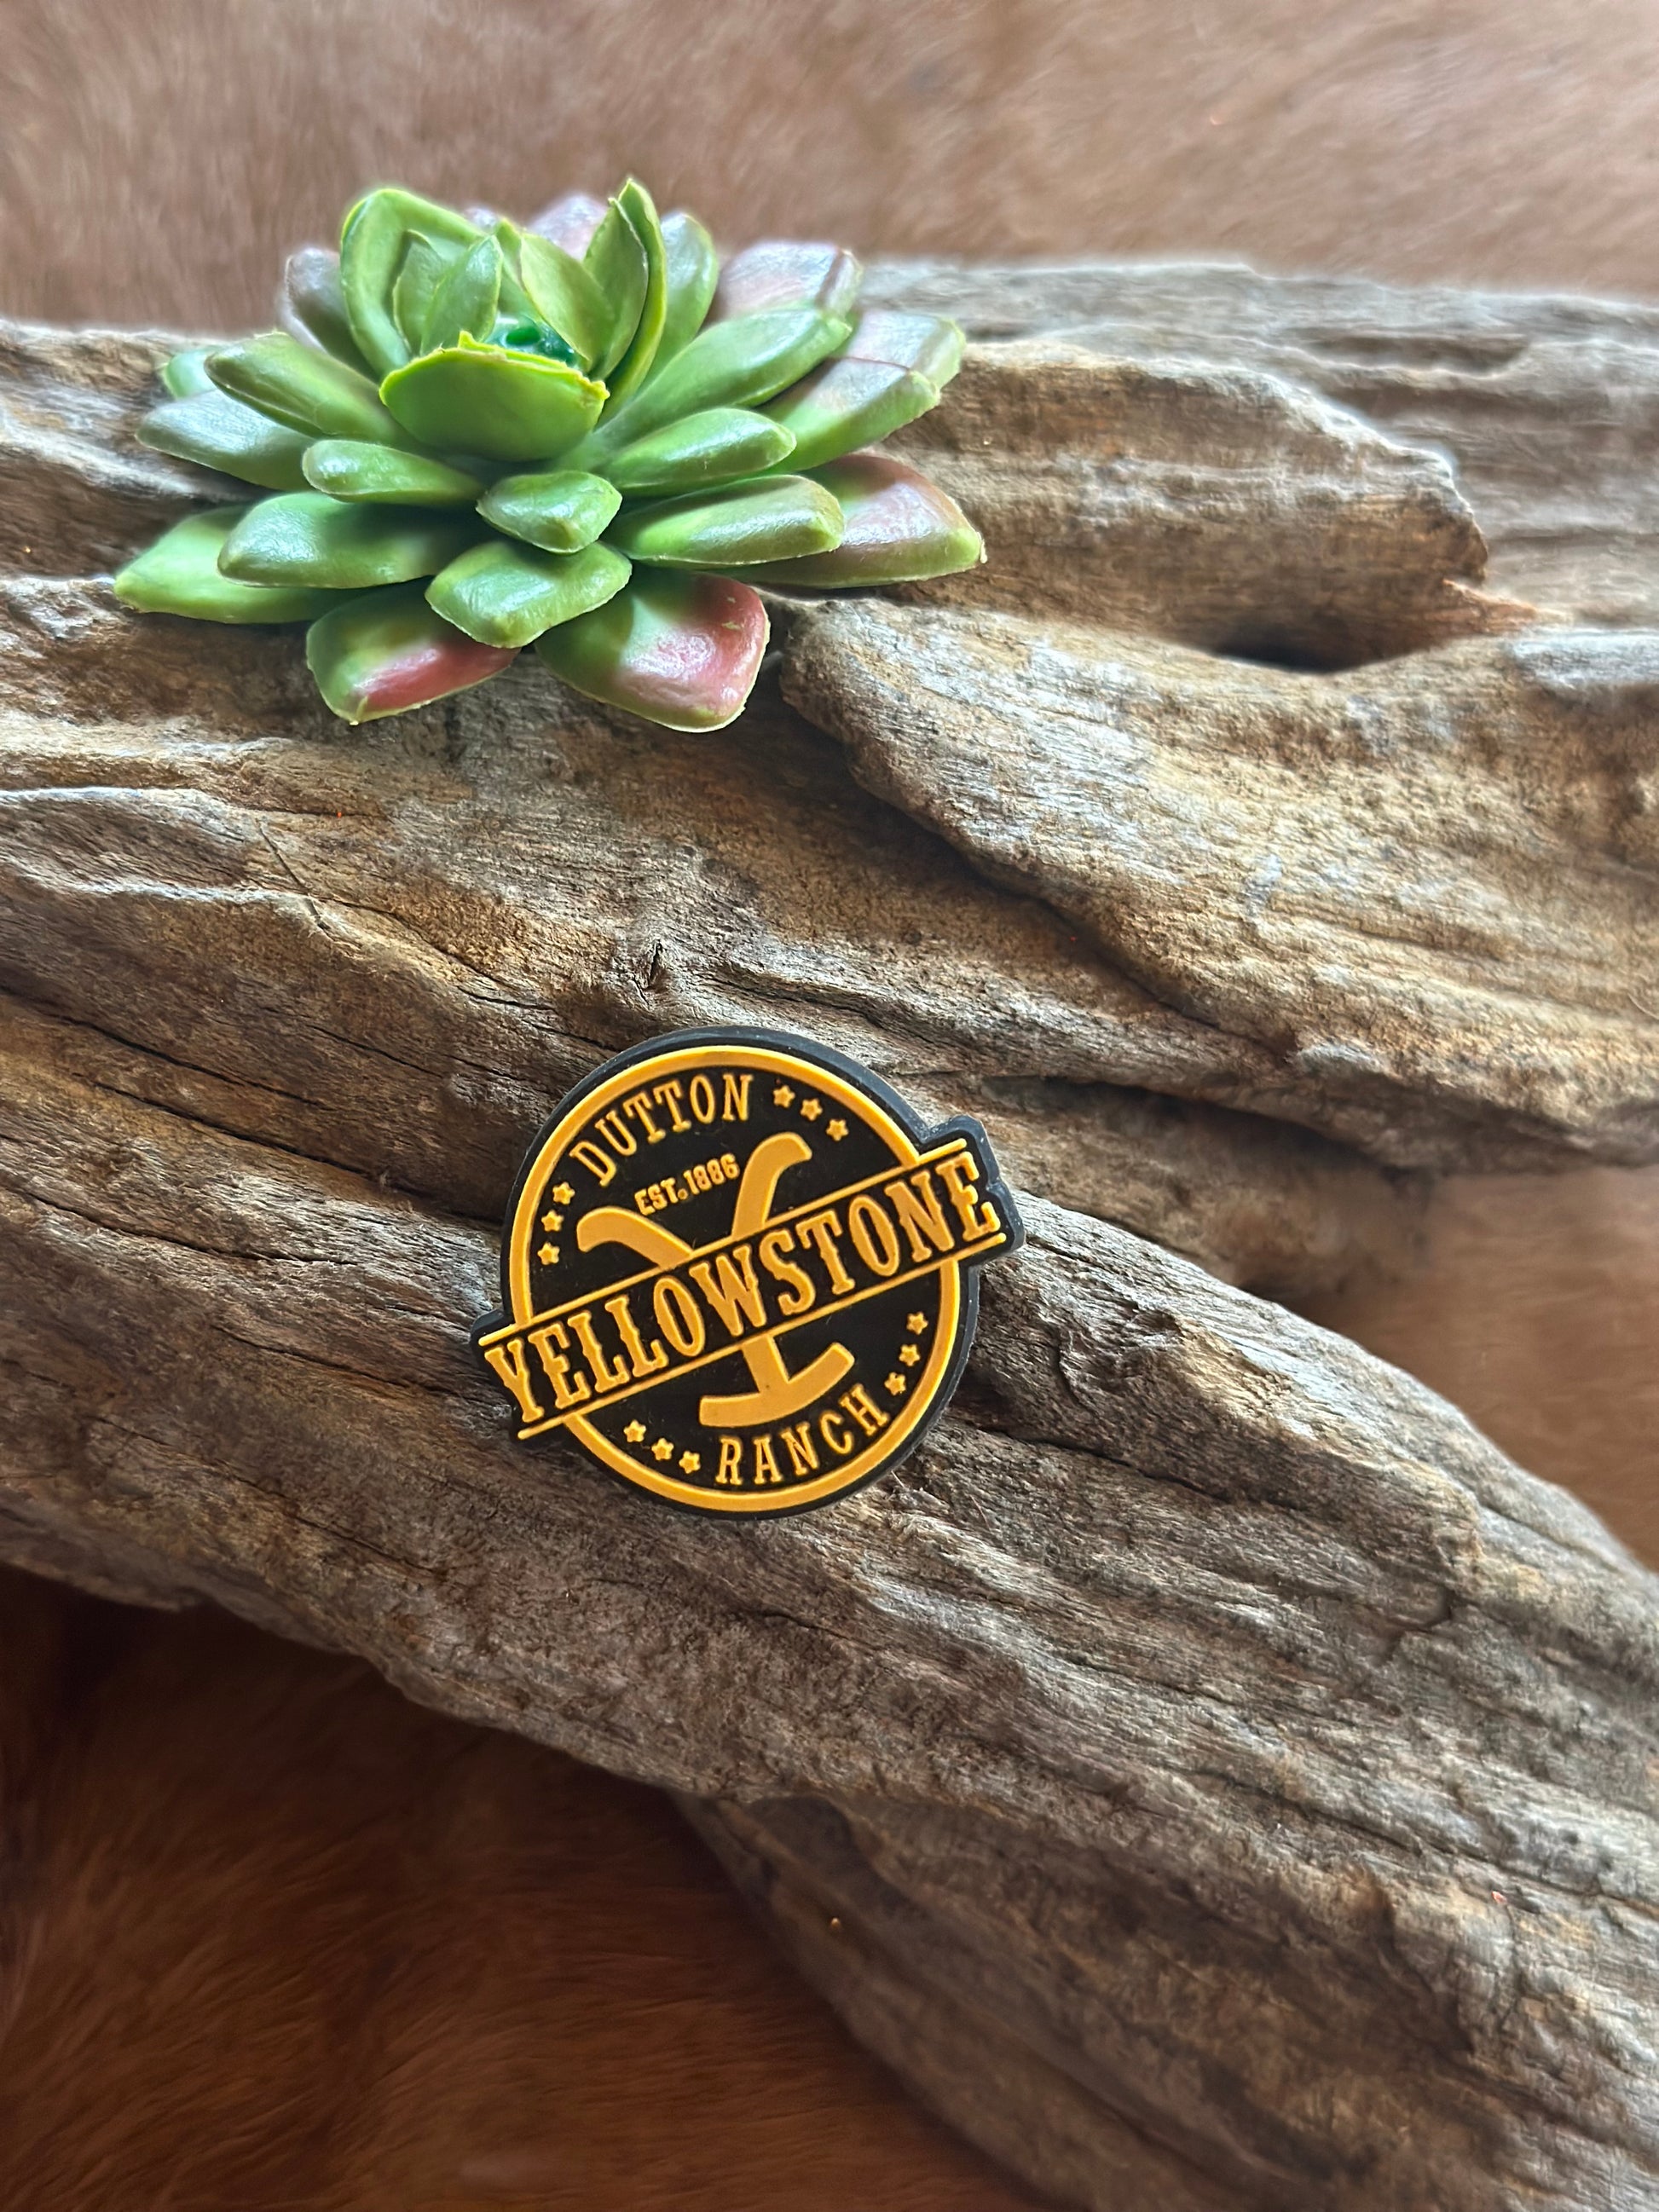 DUTTON
EST. 1886
YELLOWSTONE
RANCH